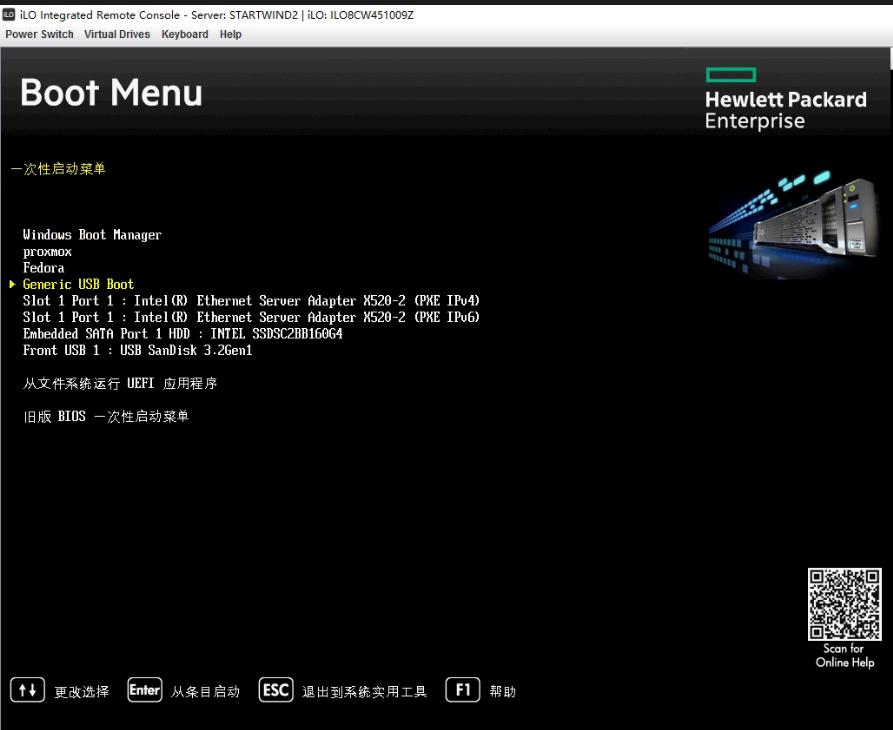 iLO Integrated Remote Console - Server: STARTWIND2 | iLO: ILO8CW451009Z
Power Switch Virtual Drives Keyboard Help
Boot Menu
Hewlett Packard
Enterprise
一次性启动菜单
Windows Boot Manager
proxmox
Fedora
Generic USB Boot
Slot 1 Port 1 : Intel(R) Ethernet Server Adapter X520-2 (PXE IPv4)
Slot 1 Port 1 : Intel(R) Ethernet Server Adapter X520-2 (PXE IPv6)
Embedded SATA Port 1 HDD : INTEL SSDSC2BB160G4
Front USB 1 : USB SanDisk 3.2Gen1
从文件系统运行 UEFI 应用程序
旧版 BIOS 一次性启动菜单
Scan for
Online Help
↑↓ 更改选择 Enter 从条目启动 ESC 退出到系统实用工具 F1 帮助